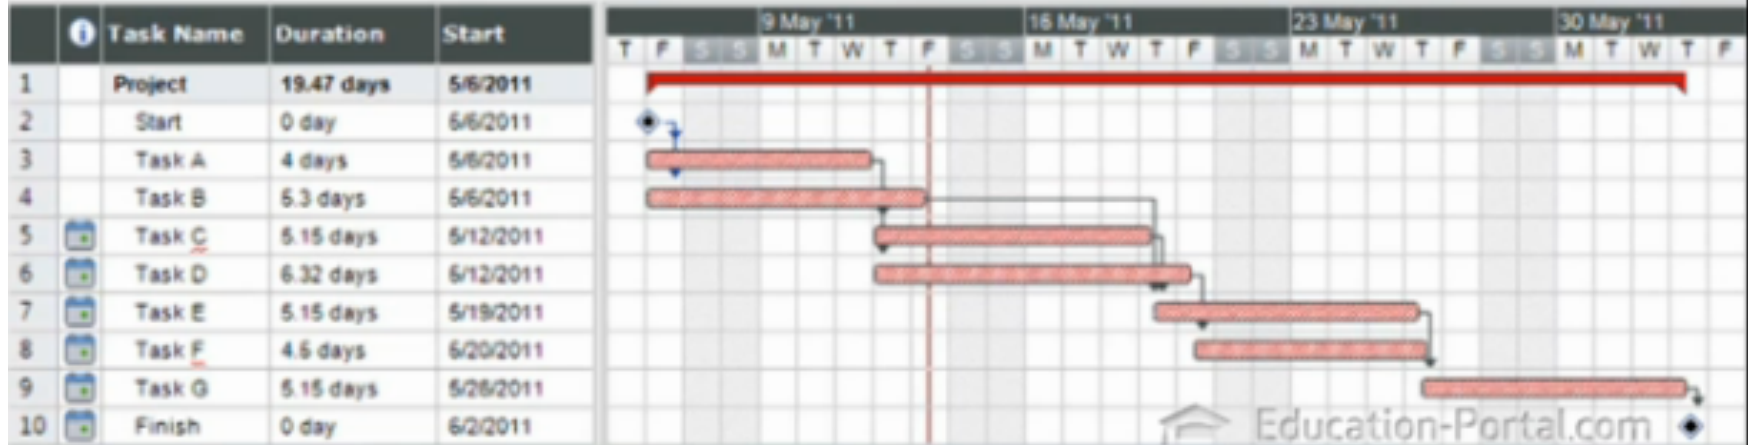 Task Name Duration Start
9 May '11 16 May '11 23 May '11 30 May '11
T F S S M T W T F S S M T W T F S S M T W T F S S M T W T F
1 Project 19.47 days 5/6/2011
2 Start 0 day 5/6/2011
3 Task A 4 days 5/6/2011
4 Task B 5.3 days 5/6/2011
5 Task C 5.15 days 5/12/2011
6 Task D 6.32 days 5/12/2011
7 Task E 5.15 days 5/19/2011
8 Task F 4.5 days 5/20/2011
9 Task G 5.15 days 5/26/2011
10 Finish 0 day 6/2/2011
Education-Portal.com